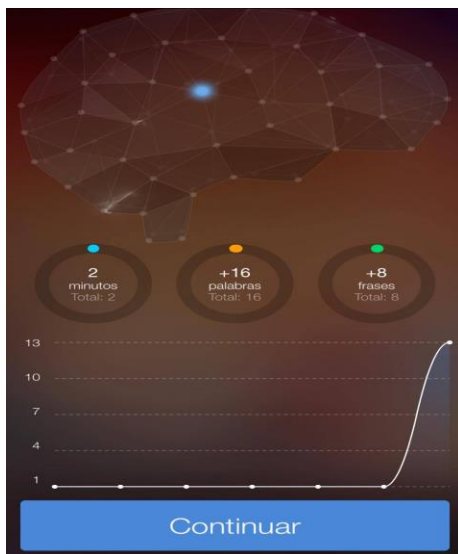 2
minutos
Total: 2
+16
palabras
Total: 16
+8
frases
Total: 8
13
10
7
4
1
Continuar